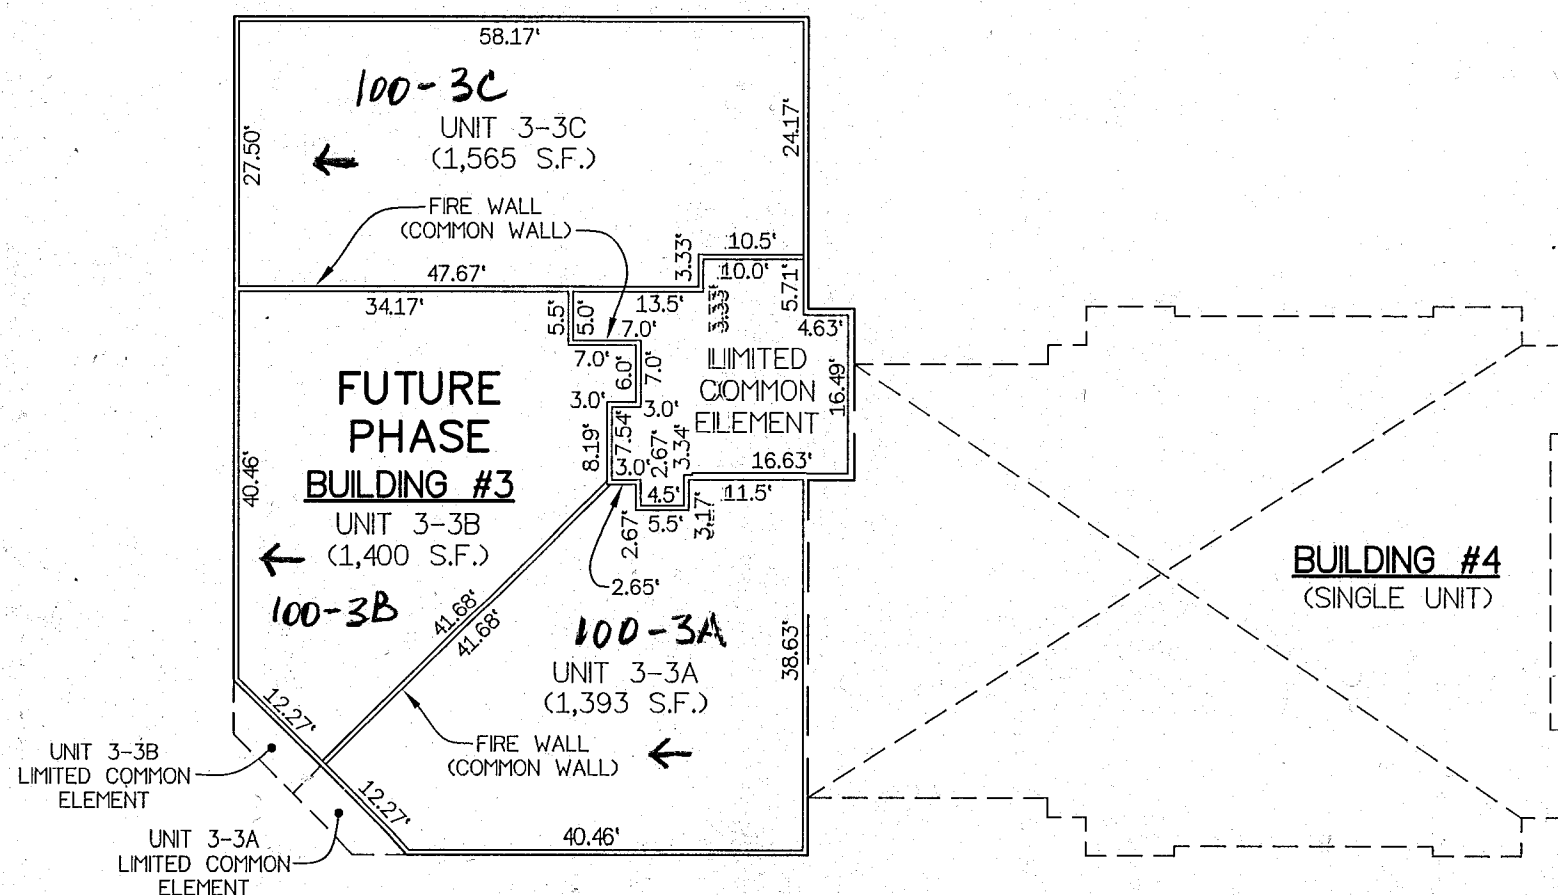 58.17'
100-3C
UNIT 3-3C
(1,565 S.F.)
27.50'
24.17'
FIRE WALL
(COMMON WALL)
47.67'
3.33'
10.5'
10.0'
5.71'
34.17'
5.5'
5.0'
13.5'
3.33'
7.0'
4.63'
7.0'
6.0'
7.0'
LIMITED
COMMON
ELEMENT
16.49'
FUTURE
PHASE
BUILDING #3
UNIT 3-3B
(1,400 S.F.)
100-3B
40.46'
3.0'
3.0'
8.19'
7.54'
2.67'
3.34'
3.0'
16.63'
4.5'
11.5'
5.5'
2.67'
3.17'
2.65'
41.68'
41.68'
100-3A
UNIT 3-3A
(1,393 S.F.)
38.63'
BUILDING #4
(SINGLE UNIT)
12.27'
FIRE WALL
(COMMON WALL)
UNIT 3-3B
LIMITED COMMON
ELEMENT
12.27'
UNIT 3-3A
LIMITED COMMON
ELEMENT
40.46'